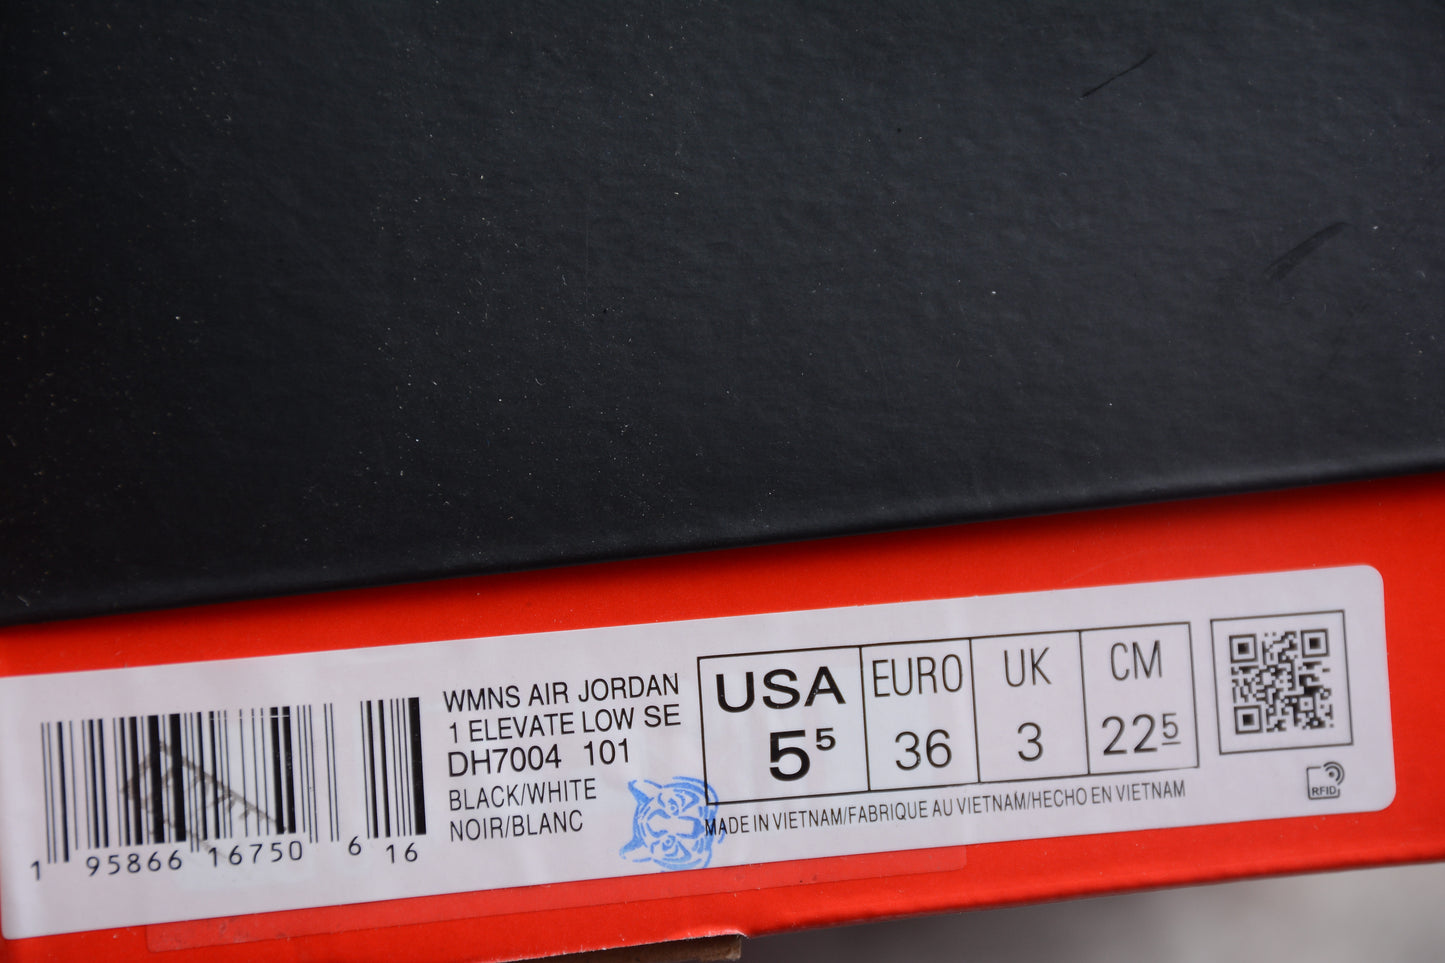 WMNS AIR JORDAN
1 ELEVATE LOW SE
DH7004 101
BLACK/WHITE
NOIR/BLANC
1 95866 16750 6 16
USA EURO UK CM
5⁵ 36 3 22⁵
MADE IN VIETNAM/FABRIQUE AU VIETNAM/HECHO EN VIETNAM
RFID